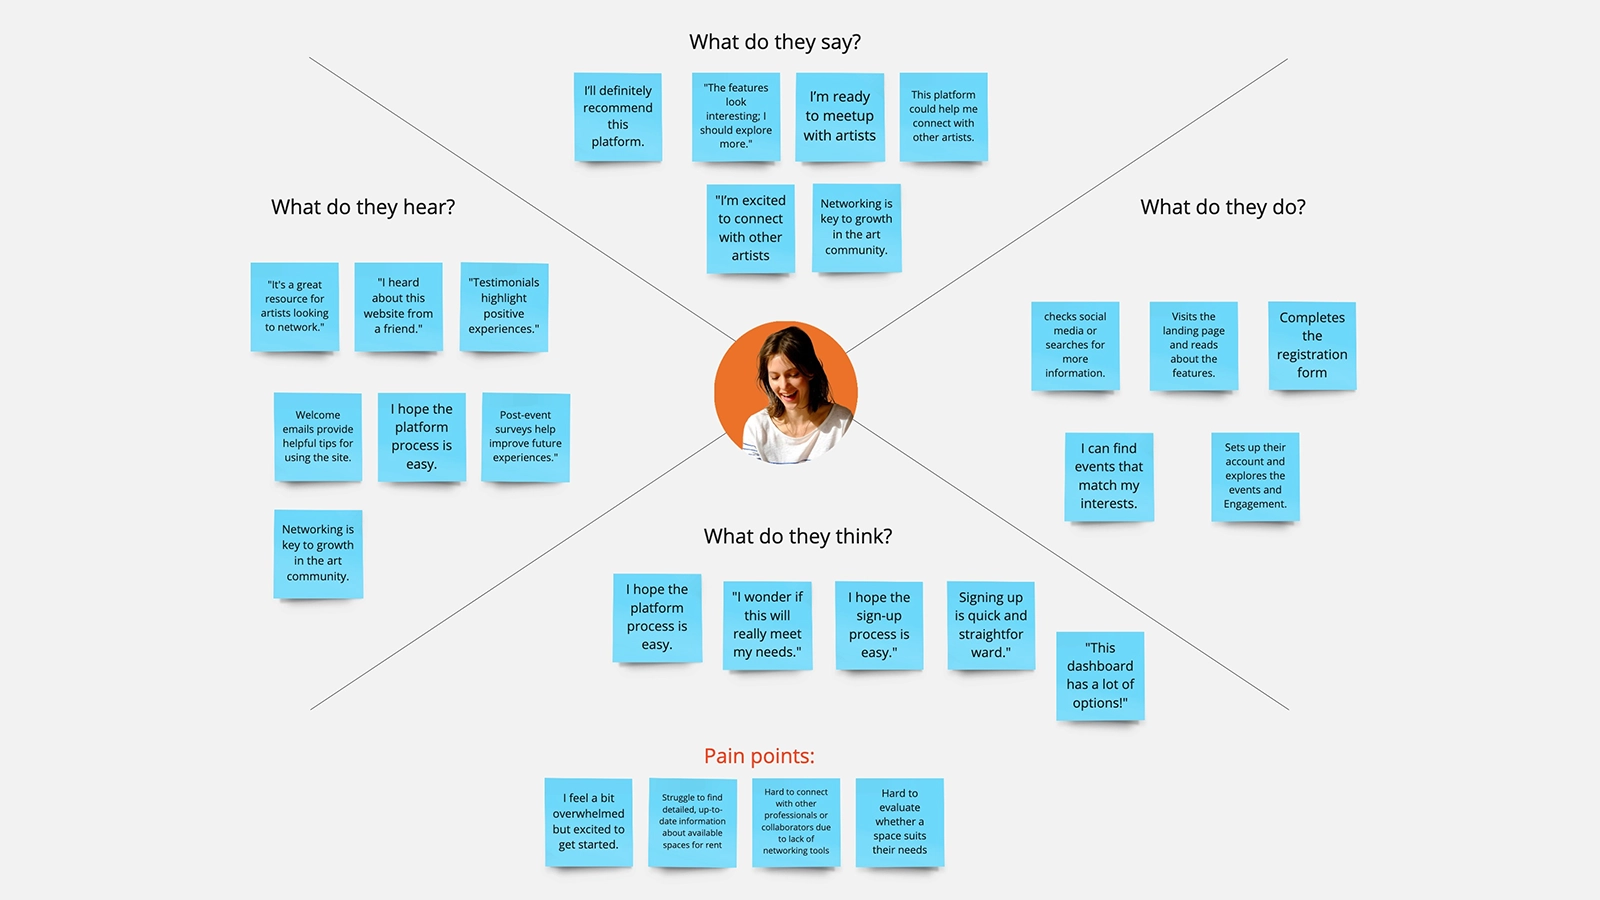 What do they say?
I'll definitely
recommend
this
platform.
"The features
look
interesting; I
should explore
more."
I'm ready
to meetup
with artists
This platform
could help me
connect with
other artists.
"I'm excited
to connect
with other
artists
Networking is
key to growth
in the art
community.
What do they hear?
"It's a great
resource for
artists looking
to network."
"I heard
about this
website from
a friend."
"Testimonials
highlight
positive
experiences."
Welcome
emails provide
helpful tips for
using the site.
I hope the
platform
process is
easy.
Post-event
surveys help
improve future
experiences."
Networking is
key to growth
in the art
community.
What do they do?
checks social
media or
searches for
more
information.
Visits the
landing page
and reads
about the
features.
Completes
the
registration
form
I can find
events that
match my
interests.
Sets up their
account and
explores the
events and
Engagement.
What do they think?
I hope the
platform
process is
easy.
"I wonder if
this will
really meet
my needs."
I hope the
sign-up
process is
easy."
Signing up
is quick and
straightfor
ward."
"This
dashboard
has a lot of
options!"
Pain points:
I feel a bit
overwhelmed
but excited to
get started.
Struggle to find
detailed, up-to-
date information
about available
spaces for rent
Hard to connect
with other
professionals or
collaborators due
to lack of
networking tools
Hard to
evaluate
whether a
space suits
their needs